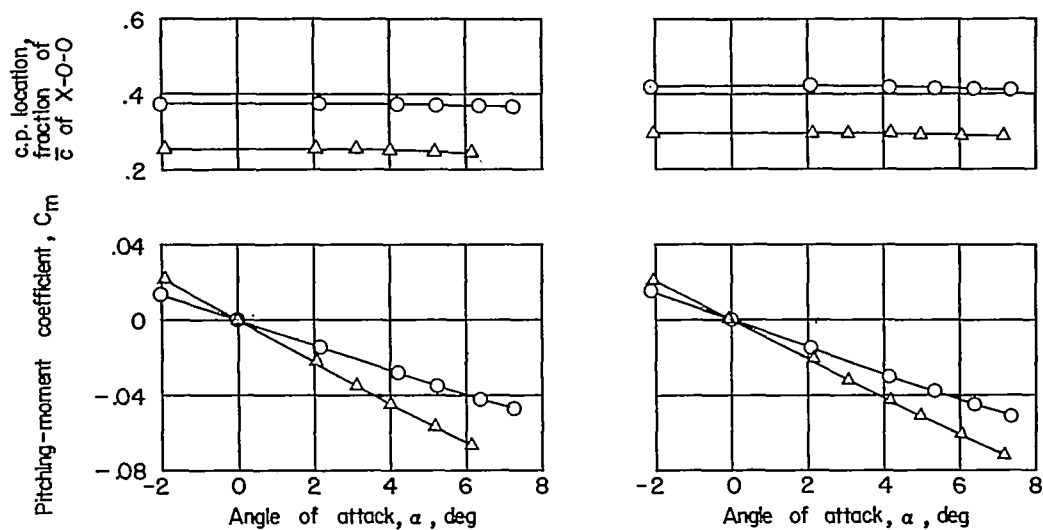 c.p. location,
fraction of
c̅ of X-O-O
.6
.4
.2
Pitching-moment coefficient, Cm
.04
0
-.04
-.08
-2 0 2 4 6 8
Angle of attack, α, deg
-2 0 2 4 6 8
Angle of attack, α, deg